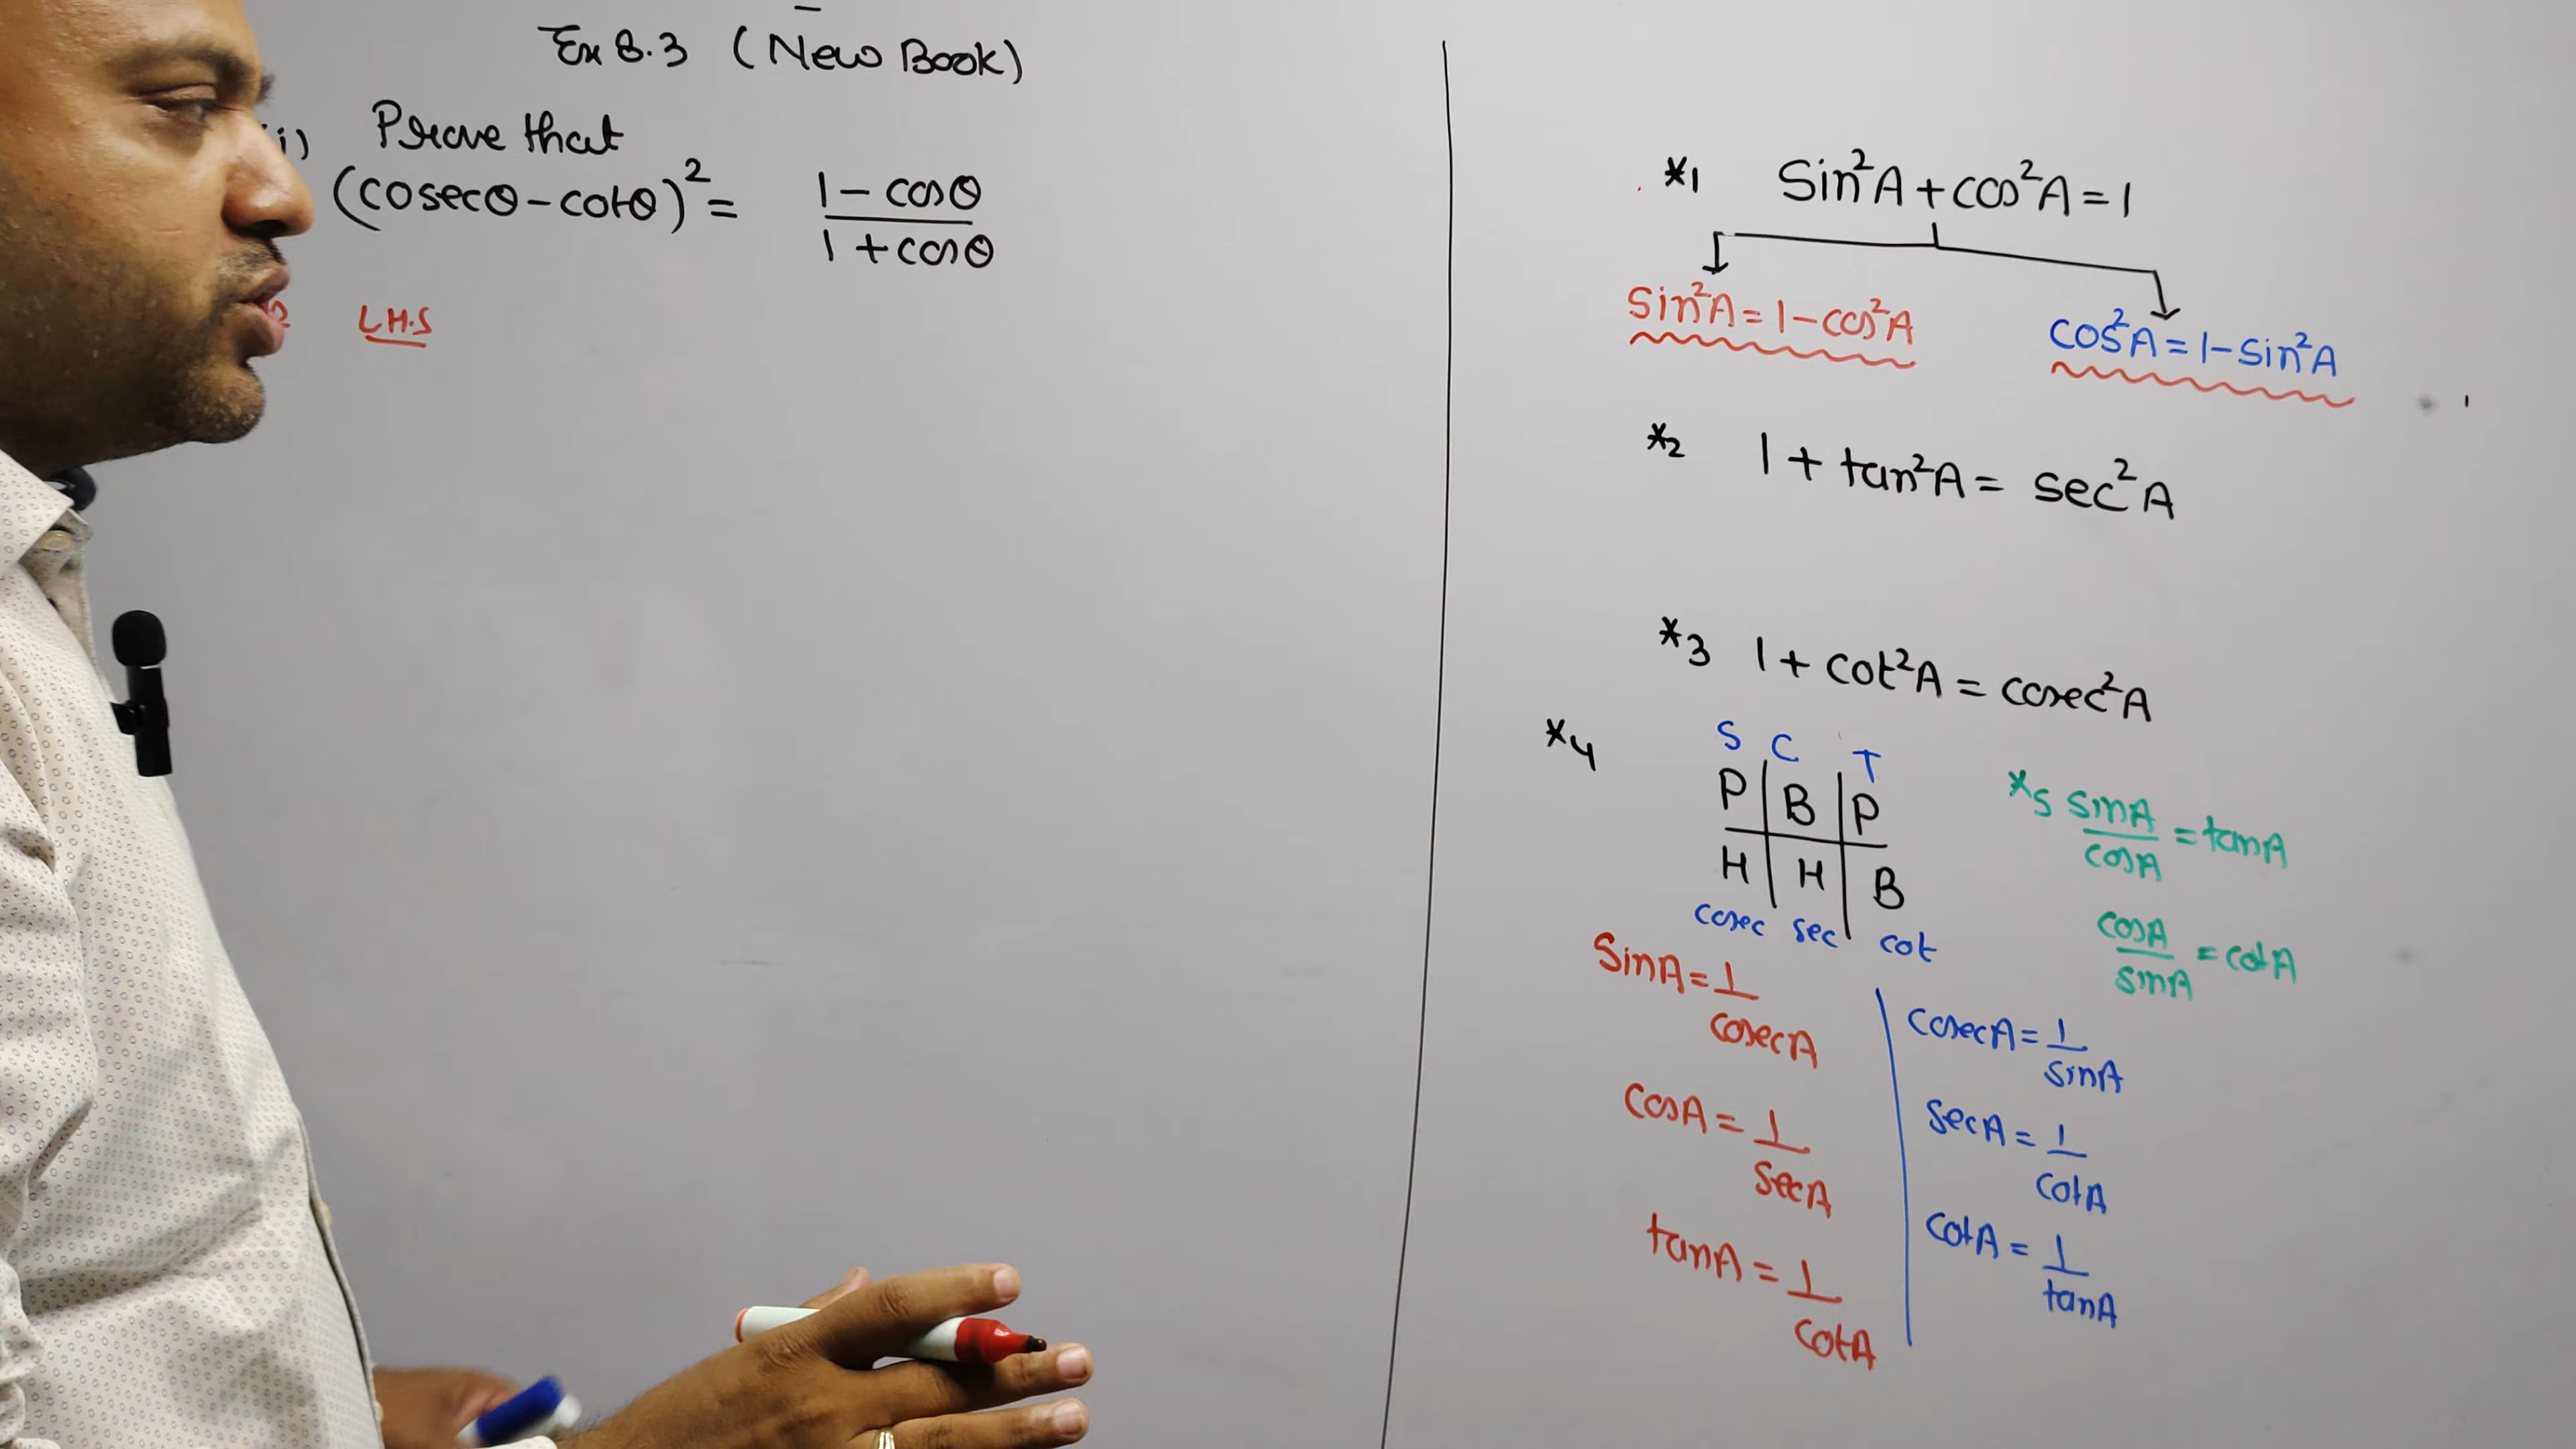 Ex 8.3 (New Book)
i) Prove that
(cosecθ-cotθ)²= 1-cosθ
1+cosθ
L.H.S
*1 Sin²A+cos²A=1
Sin²A=1-cos²A
cos²A=1-sin²A
*2 1+tan²A= sec²A
*3 1+cot²A=cosec²A
*4
S C T
P B P
H H B
cosec sec cot
*5 sinA
cosA =tanA
cosA
sinA =cotA
SinA=1
cosecA
cosA=1
secA
tanA=1
cotA
cosecA=1
sinA
secA=1
cotA
cotA=1
tanA